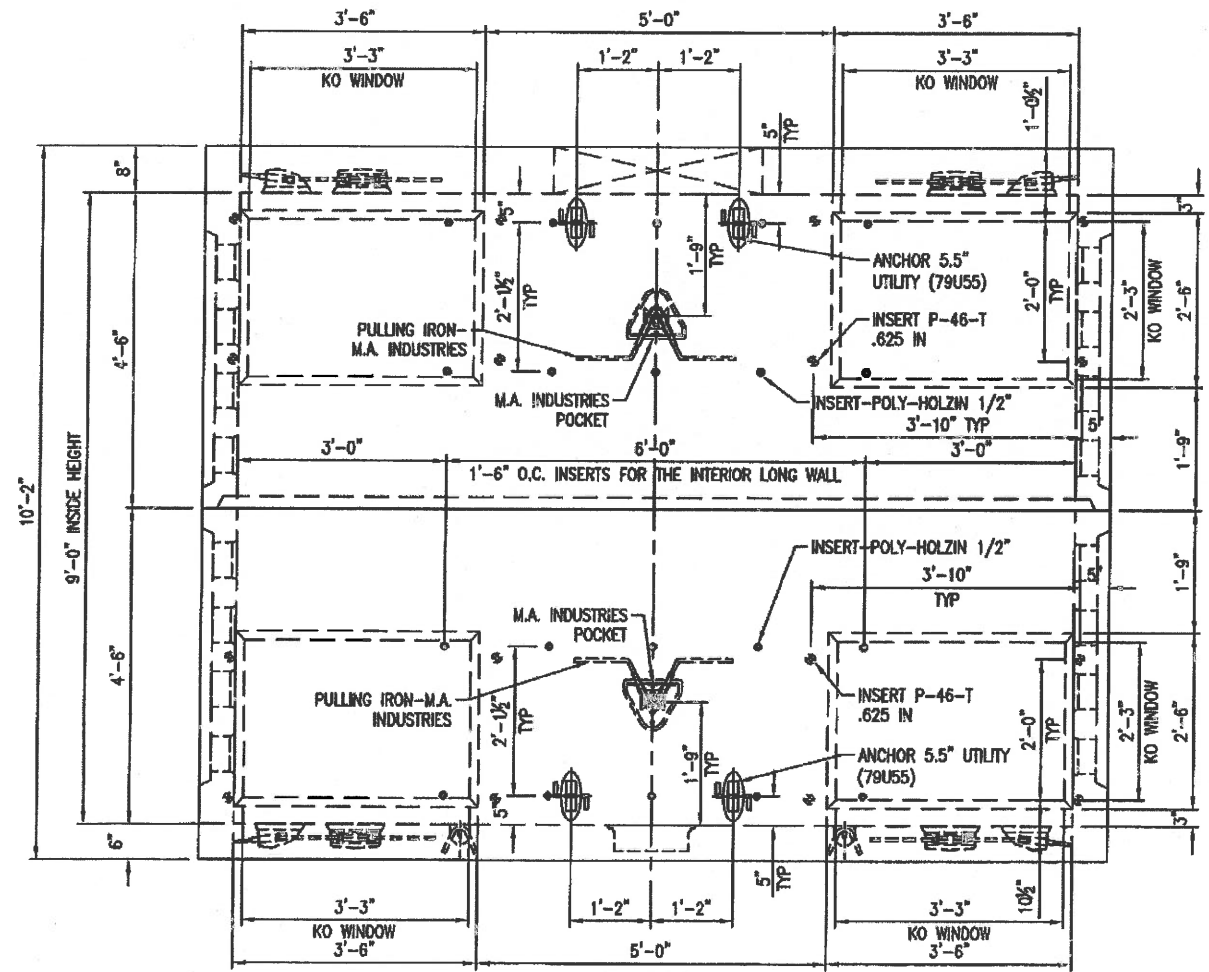 3'-6"
5'-0"
3'-6"
3'-3"
KO WINDOW
1'-2"
1'-2"
3'-3"
KO WINDOW
1'-0½"
5"
TYP
8"
5"
3"
1'-9"
TYP
ANCHOR 5.5"
UTILITY (79U55)
2'-1½"
TYP
2'-0"
TYP
2'-3"
KO WINDOW
2'-6"
PULLING IRON-
M.A. INDUSTRIES
INSERT P-46-T
.625 IN
4'-6"
M.A. INDUSTRIES
POCKET
INSERT-POLY-HOLZIN 1/2"
3'-10" TYP
5"
1'-9"
3'-0"
6'-0"
3'-0"
1'-6" O.C. INSERTS FOR THE INTERIOR LONG WALL
10'-2"
9'-0" INSIDE HEIGHT
INSERT-POLY-HOLZIN 1/2"
3'-10"
TYP
5"
1'-9"
M.A. INDUSTRIES
POCKET
4'-6"
PULLING IRON-M.A.
INDUSTRIES
2'-1½"
TYP
INSERT P-46-T
.625 IN
2'-0"
TYP
2'-3"
KO WINDOW
2'-6"
1'-9"
TYP
ANCHOR 5.5" UTILITY
(79U55)
5"
3"
6"
5"
TYP
10½"
3'-3"
KO WINDOW
3'-6"
1'-2"
1'-2"
5'-0"
3'-3"
KO WINDOW
3'-6"